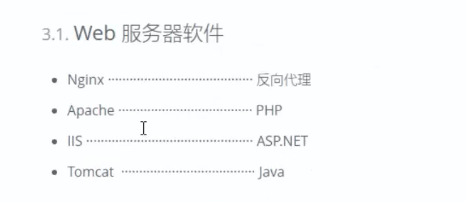 3.1. Web 服务器软件
• Nginx ·················································· 反向代理
• Apache ·············································· PHP
• IIS ························································· ASP.NET
• Tomcat ·············································· Java